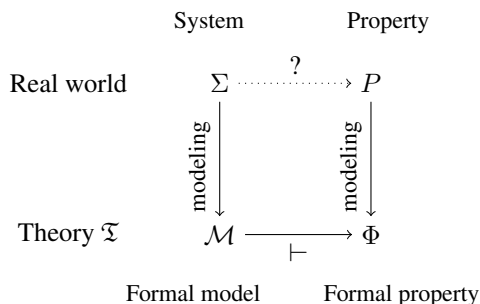 System Property
?
Real world Σ P
modeling modeling
Theory 𝔗 ℳ Φ
⊢
Formal model Formal property